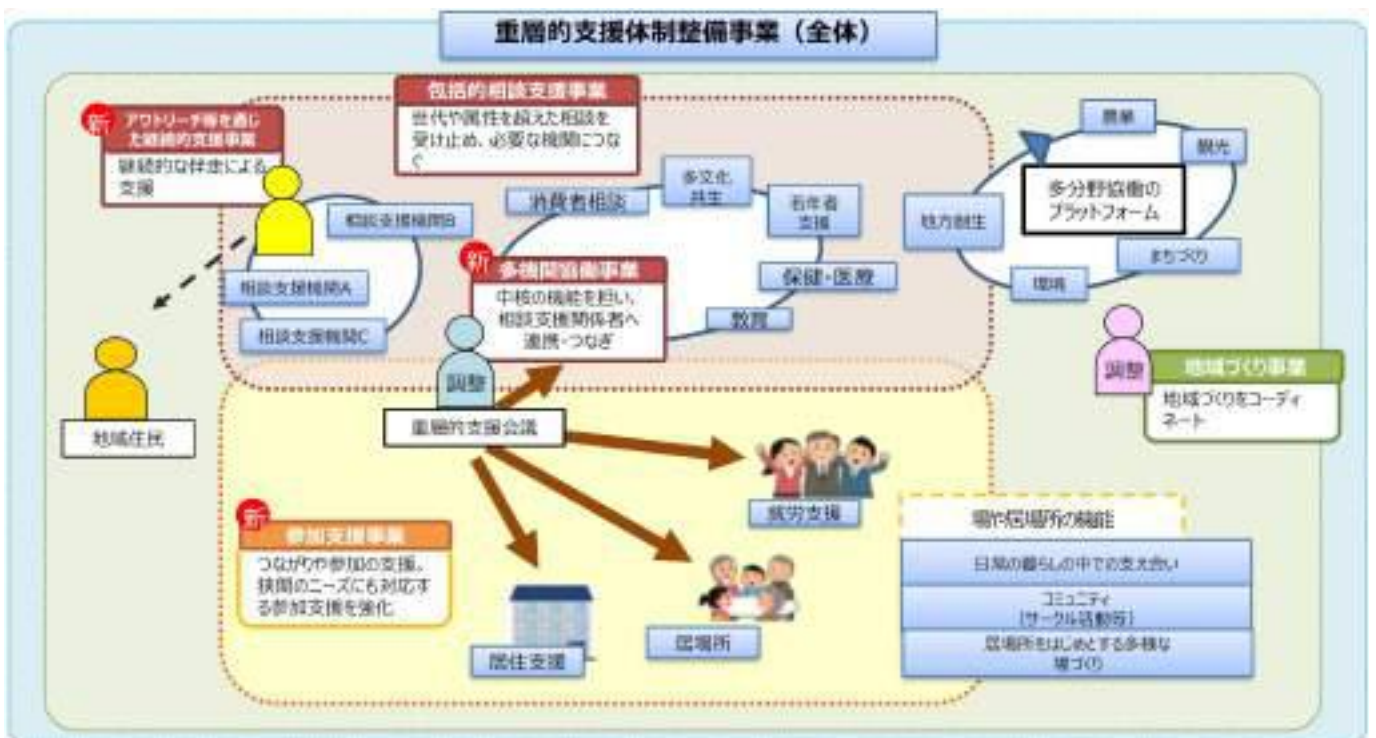 重層的支援体制整備事業（全体）
新
アウトリーチ等を通じ
た継続的支援事業
継続的な伴走による
支援
包括的相談支援事業
世代や属性を超えた相談を
受け止め、必要な機関につな
ぐ
相談支援機関B
相談支援機関A
相談支援機関C
消費者相談
多文化
共生
若年者
支援
保健・医療
教育
新
多機関協働事業
中核の機能を担い、
相談支援関係者へ
連携・つなぎ
農業
観光
多分野協働の
プラットフォーム
地方創生
まちづくり
環境
調整
地域づくり事業
地域づくりをコーディ
ネート
地域住民
調整
重層的支援会議
新
参加支援事業
つながりや参加の支援。
狭間のニーズにも対応す
る参加支援を強化
就労支援
居場所
居住支援
場や居場所の機能
日常の暮らしの中での支え合い
コミュニティ
（サークル活動等）
居場所をはじめとする多様な
場づくり